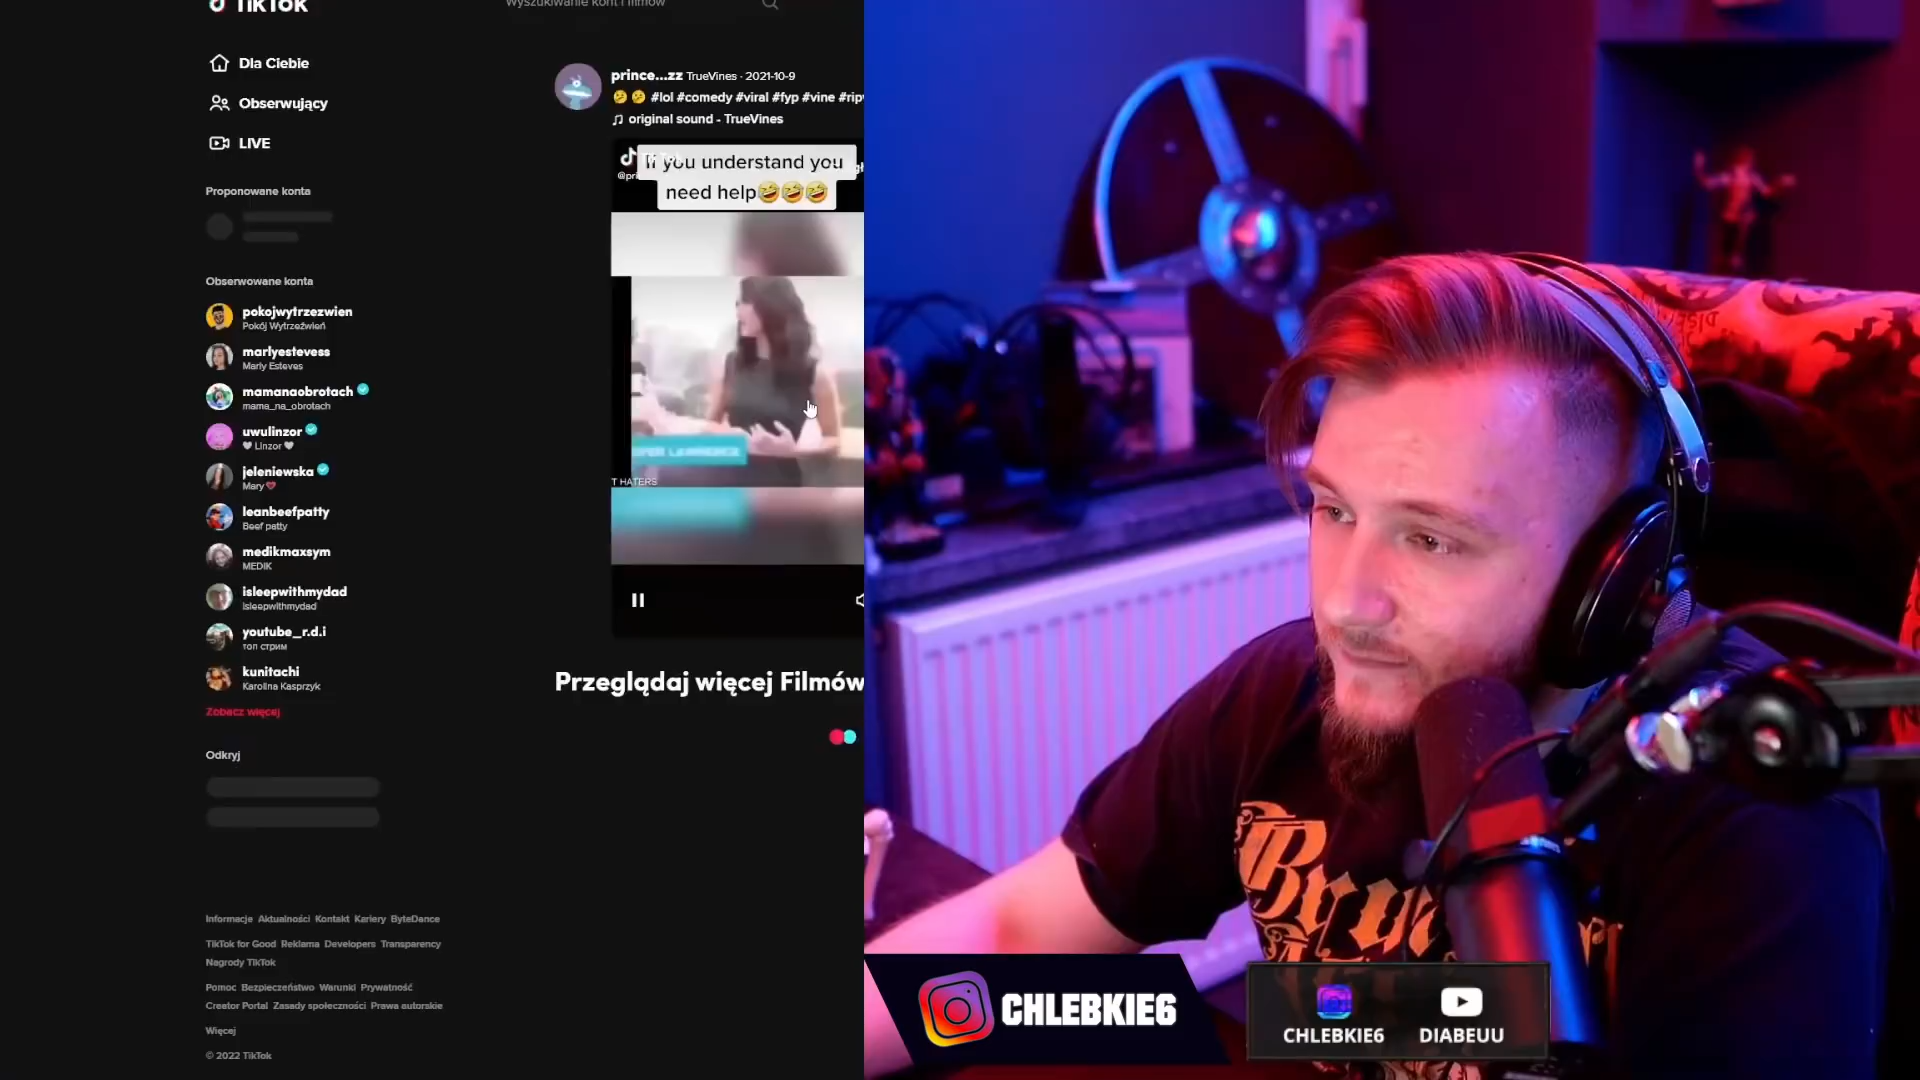 TikTok
Wyszukiwanie kont i filmów
Dla Ciebie
Obserwujący
LIVE
Proponowane konta
Obserwowane konta
pokojwytrzezwien
Pokój Wytrzeźwień
marlyestevess
Marly Esteves
mamanaobrotach
mama_na_obrotach
uwulinzor
🤍 Linzor 🤍
jeleniewska
Mary
leanbeefpatty
Beef patty
medikmaxsym
MEDIK
isleepwithmydad
Isleepwithmydad
youtube_r.d.i
топ стрим
kunitachi
Karolina Kasprzyk
Zobacz więcej
Odkryj
Informacje Aktualności Kontakt Kariery ByteDance
TikTok for Good Reklama Developers Transparency
Nagrody TikTok
Pomoc Bezpieczeństwo Warunki Prywatność
Creator Portal Zasady społeczności Prawa autorskie
Więcej
© 2022 TikTok
prince...zz TrueVines · 2021-10-9
#lol #comedy #viral #fyp #vine
original sound - TrueVines
If you understand you
need help🤣🤣🤣
T HATERS
Przeglądaj więcej Filmów
CHLEBKIE6
CHLEBKIE6
DIABEUU